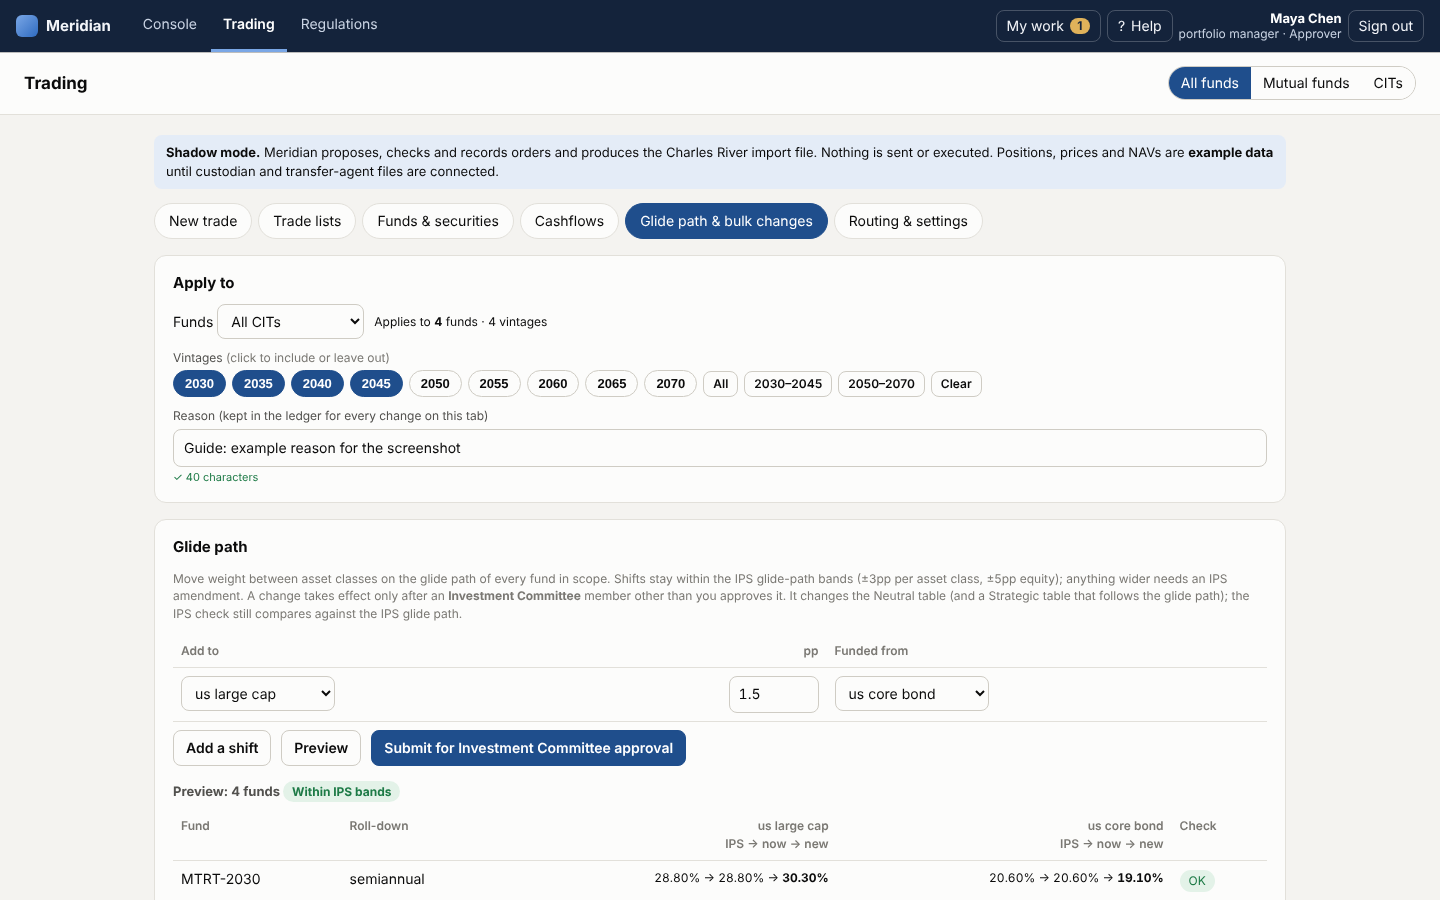 Meridian Console Trading Regulations My work 1 ? Help Maya Chen Sign out
portfolio manager · Approver
Trading All funds Mutual funds CITs
Shadow mode. Meridian proposes, checks and records orders and produces the Charles River import file. Nothing is sent or executed. Positions, prices and NAVs are example data
until custodian and transfer-agent files are connected.
New trade Trade lists Funds & securities Cashflows Glide path & bulk changes Routing & settings
Apply to
Funds All CITs Applies to 4 funds · 4 vintages
Vintages (click to include or leave out)
2030 2035 2040 2045 2050 2055 2060 2065 2070 All 2030–2045 2050–2070 Clear
Reason (kept in the ledger for every change on this tab)
Guide: example reason for the screenshot
✓ 40 characters
Glide path
Move weight between asset classes on the glide path of every fund in scope. Shifts stay within the IPS glide-path bands (±3pp per asset class, ±5pp equity); anything wider needs an IPS
amendment. A change takes effect only after an Investment Committee member other than you approves it. It changes the Neutral table (and a Strategic table that follows the glide path); the
IPS check still compares against the IPS glide path.
Add to pp Funded from
us large cap 1.5 us core bond
Add a shift Preview Submit for Investment Committee approval
Preview: 4 funds Within IPS bands
Fund Roll-down us large cap us core bond Check
IPS → now → new IPS → now → new
MTRT-2030 semiannual 28.80% → 28.80% → 30.30% 20.60% → 20.60% → 19.10% OK